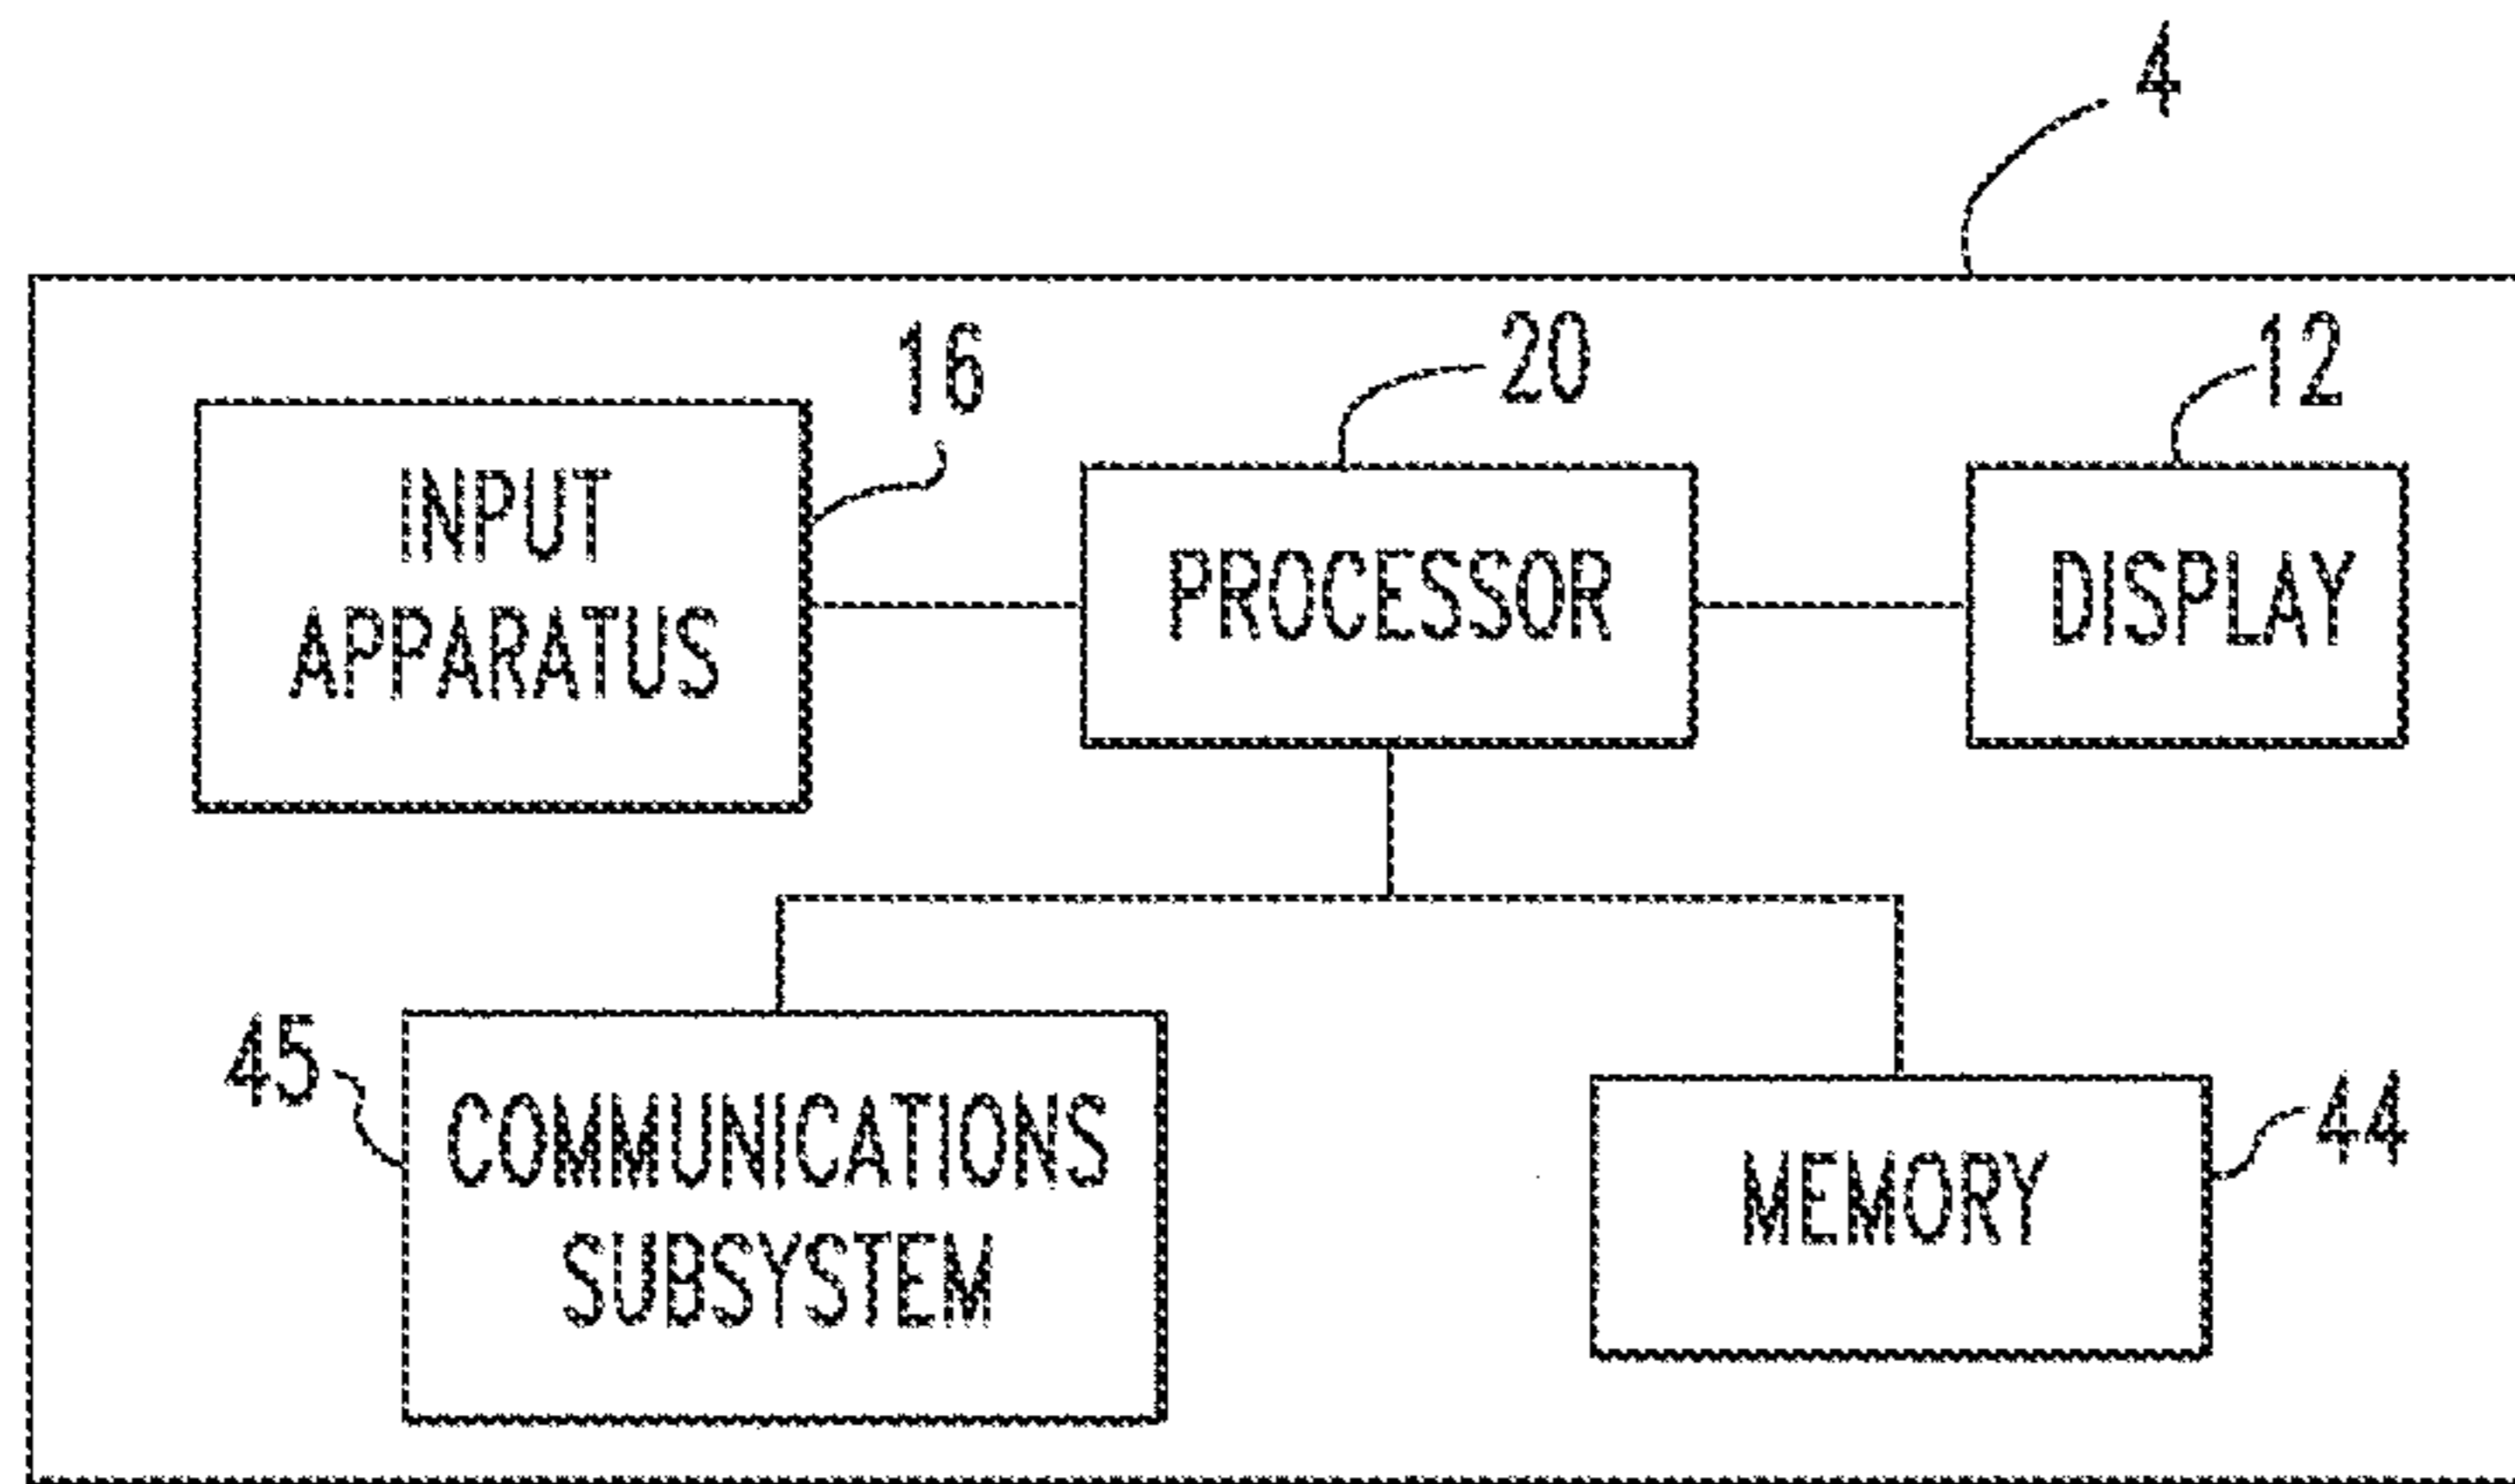 4
16
20
12
INPUT
APPARATUS
PROCESSOR
DISPLAY
45
COMMUNICATIONS
SUBSYSTEM
44
MEMORY